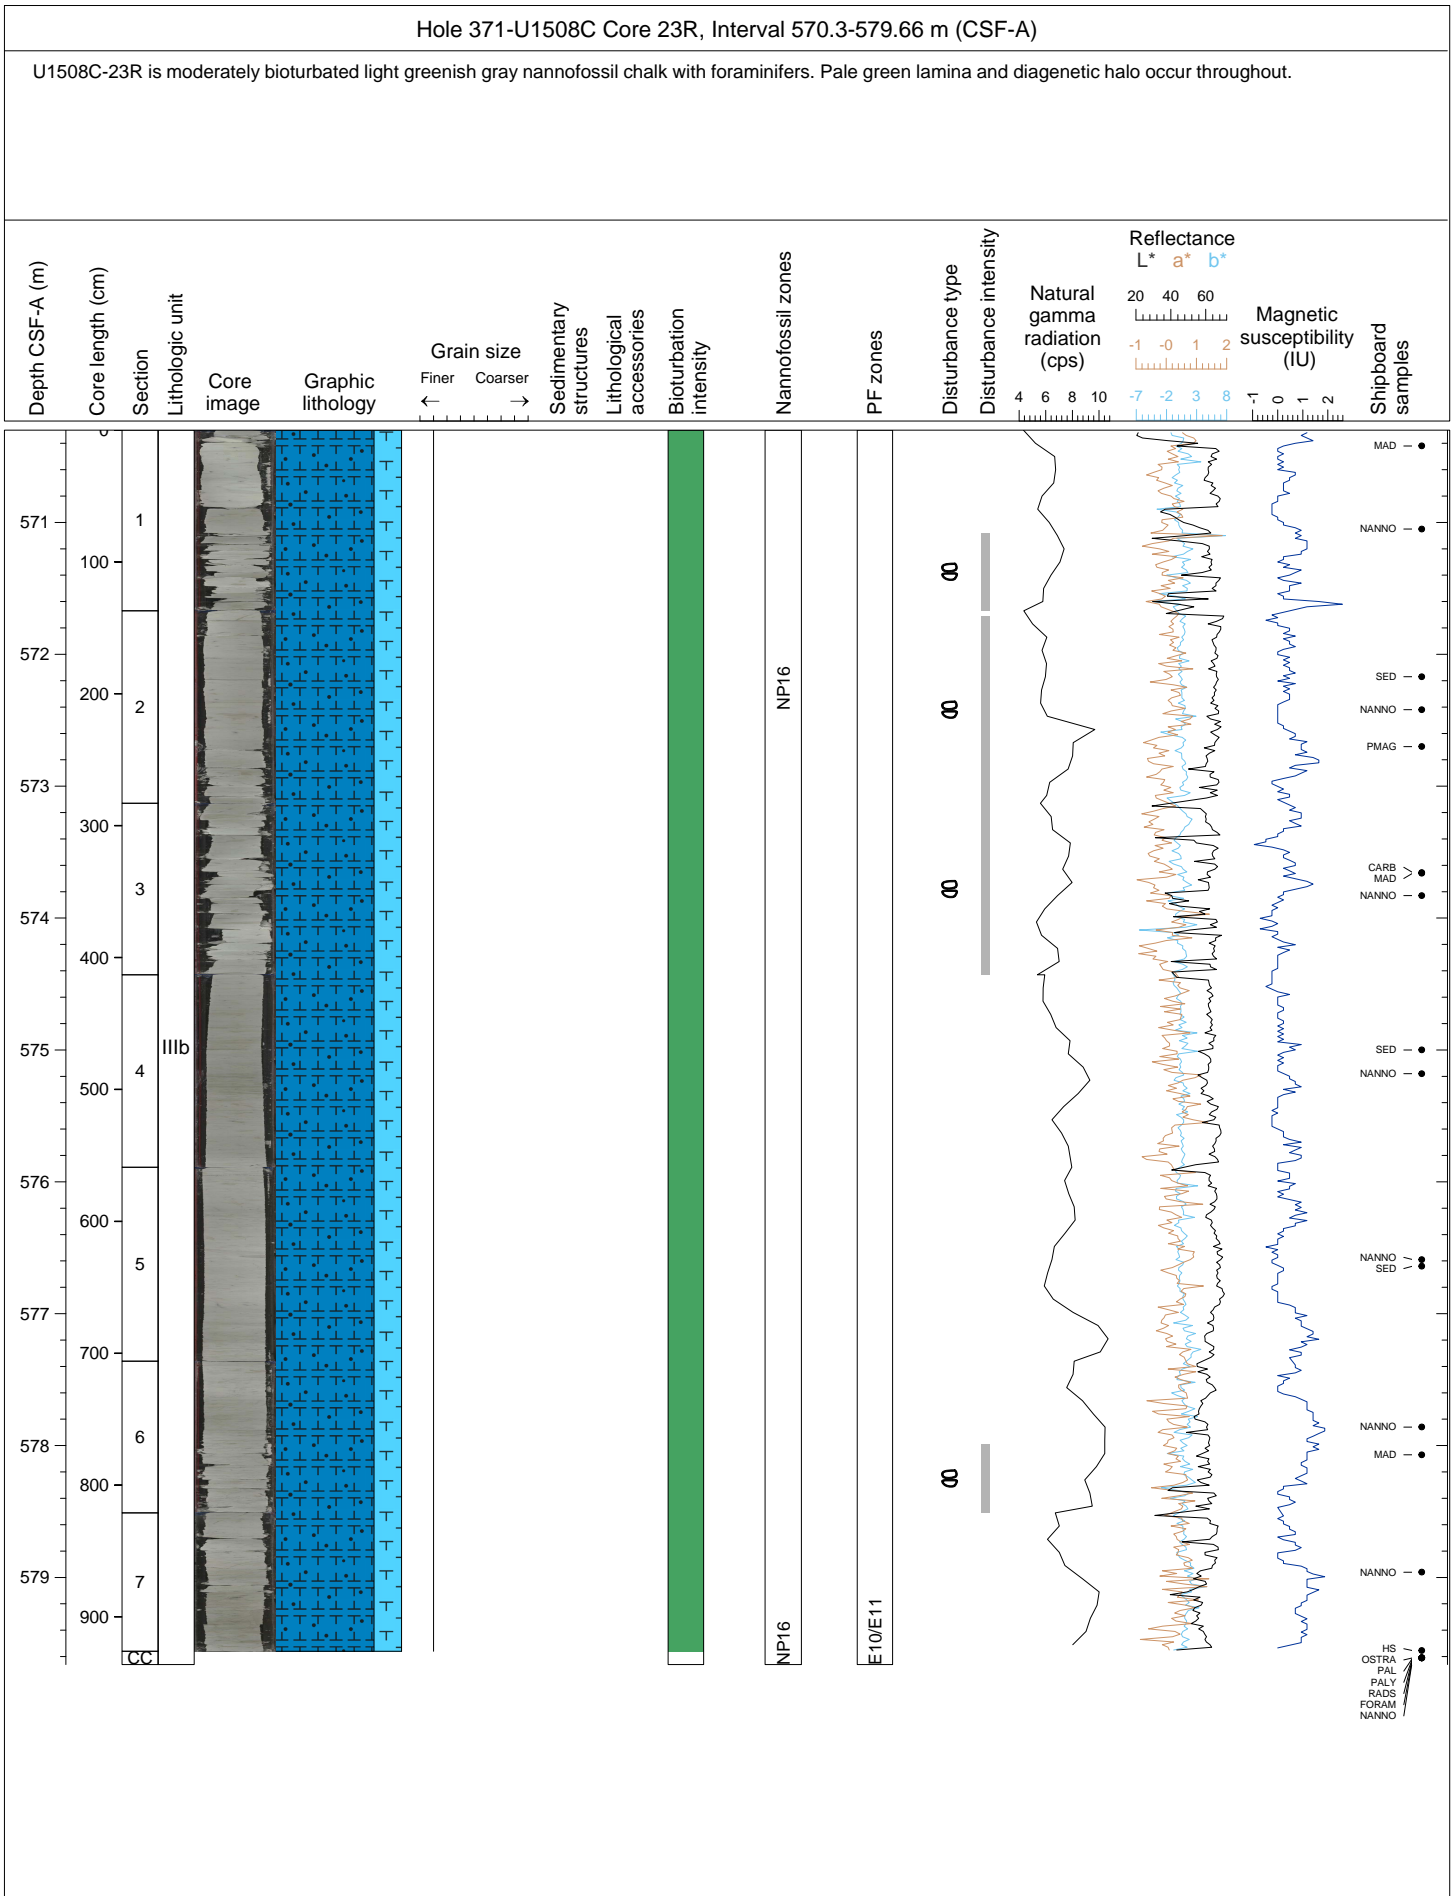 Hole 371-U1508C Core 23R, Interval 570.3-579.66 m (CSF-A)
U1508C-23R is moderately bioturbated light greenish gray nannofossil chalk with foraminifers. Pale green lamina and diagenetic halo occur throughout.
Depth CSF-A (m)
Core length (cm)
Section
Lithologic unit
Core
image
Graphic
lithology
Grain size
Finer Coarser
← →
Sedimentary
structures
Lithological
accessories
Bioturbation
intensity
Nannofossil zones
PF zones
Disturbance type
Disturbance intensity
Natural
gamma
radiation
(cps)
4 6 8 10
Reflectance
L* a* b*
20 40 60
-1 -0 1 2
-7 -2 3 8
Magnetic
susceptibility
(IU)
-1 0 1 2
Shipboard
samples
0
MAD
1
571
NANNO
100
572
SED
200
2
NP16
NANNO
PMAG
573
300
CARB
MAD
3
NANNO
574
400
IIIb
575
SED
4
NANNO
500
576
600
NANNO
5
SED
577
700
NANNO
6
578
MAD
800
NANNO
579
7
900
NP16
E10/E11
CC
HS
OSTRA
PAL
PALY
RADS
FORAM
NANNO